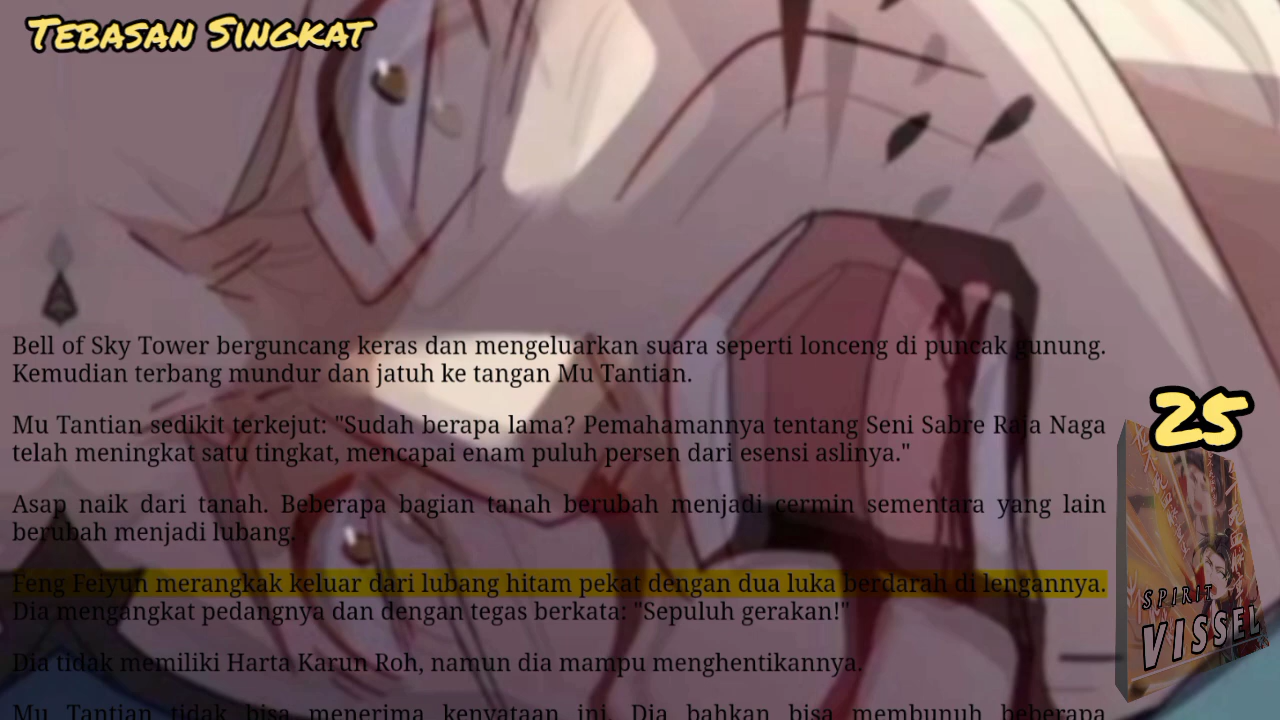 Tebasan Singkat
Bell of Sky Tower berguncang keras dan mengeluarkan suara seperti lonceng di puncak gunung.
Kemudian terbang mundur dan jatuh ke tangan Mu Tantian.
Mu Tantian sedikit terkejut: "Sudah berapa lama? Pemahamannya tentang Seni Sabre Raja Naga
telah meningkat satu tingkat, mencapai enam puluh persen dari esensi aslinya."
Asap naik dari tanah. Beberapa bagian tanah berubah menjadi cermin sementara yang lain
berubah menjadi lubang.
Feng Feiyun merangkak keluar dari lubang hitam pekat dengan dua luka berdarah di lengannya.
Dia mengangkat pedangnya dan dengan tegas berkata: "Sepuluh gerakan!"
Dia tidak memiliki Harta Karun Roh, namun dia mampu menghentikannya.
Mu Tantian tidak bisa menerima kenyataan ini. Dia bahkan bisa membunuh beberapa
25
SPIRIT
VISSEL